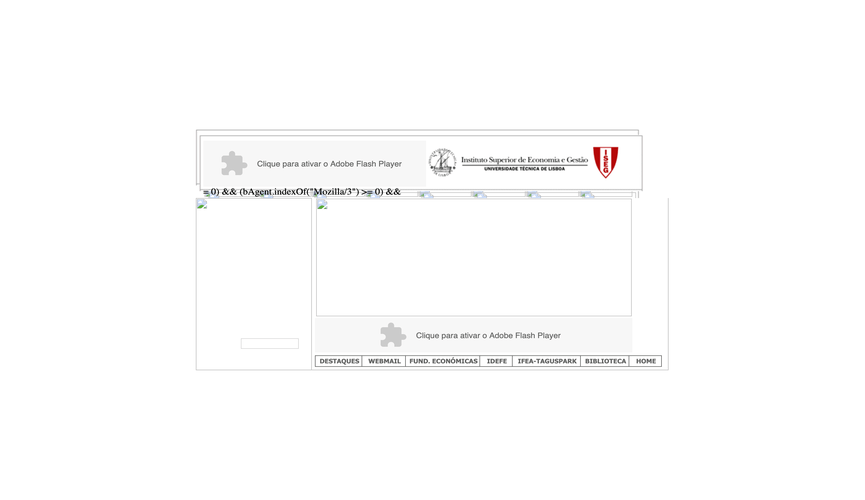 Clique para ativar o Adobe Flash Player
Instituto Superior de Economia e Gestão
UNIVERSIDADE TÉCNICA DE LISBOA
ISEG
= 0) && (bAgent.indexOf("Mozilla/3") >= 0) &&
Clique para ativar o Adobe Flash Player
DESTAQUES WEBMAIL FUND. ECONÓMICAS IDEFE IFEA-TAGUSPARK BIBLIOTECA HOME